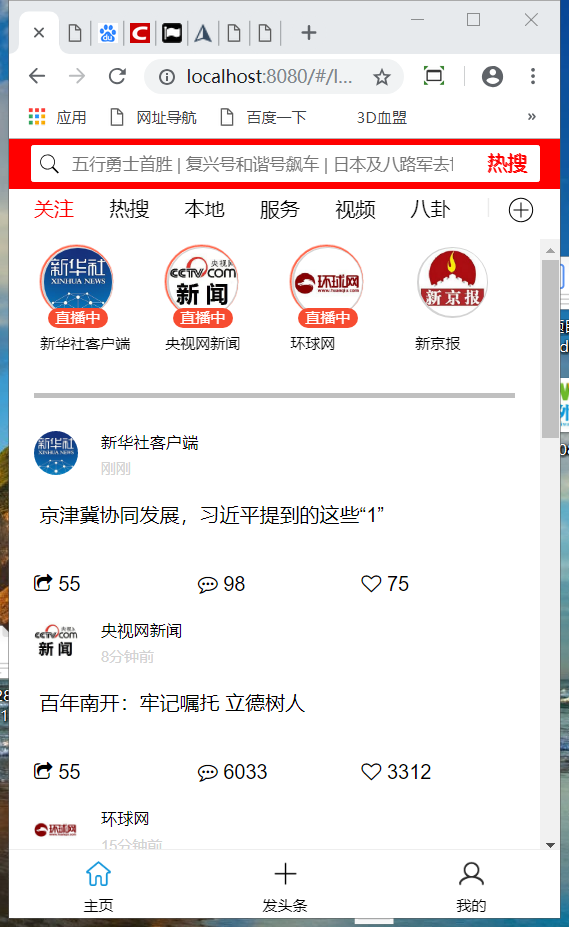 localhost:8080/#/l...
应用 网址导航 百度一下 3D血盟 »
五行勇士首胜 | 复兴号和谐号飙车 | 日本及八路军去世 热搜
关注 热搜 本地 服务 视频 八卦
新华社 XINHUA NEWS
CCTV.COM 央视网 新闻
环球网
新京报
直播中 直播中 直播中
新华社客户端 央视网新闻 环球网 新京报
新华社 XINHUA NEWS
新华社客户端
刚刚
京津冀协同发展，习近平提到的这些“1”
55 98 75
央视网 CCTV.COM 新闻
央视网新闻
8分钟前
百年南开：牢记嘱托 立德树人
55 6033 3312
环球网
环球网
15分钟前
主页 发头条 我的